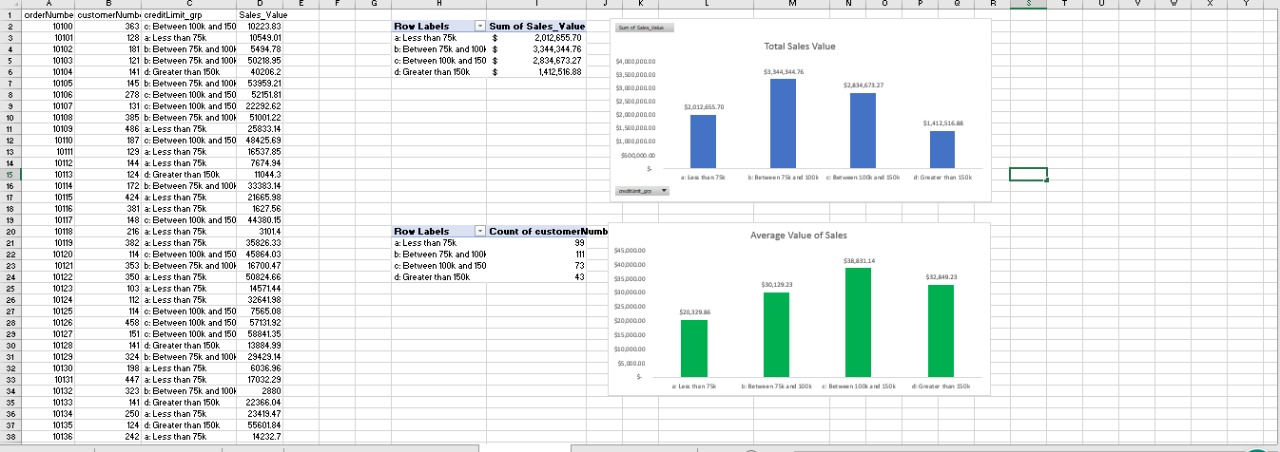 A B C D E F G H I J K L M N O P Q R S T U V W X Y
1 orderNumbe customerNumb creditLimit_grp Sales_Value
2 10100 363 c: Between 100k and 150 10223.83 Row Labels Sum of Sales_Value
3 10101 128 a: Less than 75k 10549.01 a: Less than 75k $ 2,012,655.70
4 10102 181 b: Between 75k and 100k 5494.78 b: Between 75k and 100k $ 3,344,344.76
5 10103 121 b: Between 75k and 100k 50218.95 c: Between 100k and 150 $ 2,834,673.27
6 10104 141 d: Greater than 150k 40206.2 d: Greater than 150k $ 1,412,516.88
7 10105 145 b: Between 75k and 100k 53959.21
8 10106 278 c: Between 100k and 150 52151.81
9 10107 131 c: Between 100k and 150 22292.62
10 10108 385 b: Between 75k and 100k 51001.22
11 10109 486 a: Less than 75k 25833.14
12 10110 187 c: Between 100k and 150 48425.69
13 10111 129 a: Less than 75k 16537.85
14 10112 144 a: Less than 75k 7674.94
15 10113 124 d: Greater than 150k 11044.3
16 10114 172 b: Between 75k and 100k 33383.14
17 10115 424 a: Less than 75k 21665.98
18 10116 381 a: Less than 75k 1627.56
19 10117 148 c: Between 100k and 150 44380.15
20 10118 216 a: Less than 75k 3101.4 Row Labels Count of customerNumb
21 10119 382 a: Less than 75k 35826.33 a: Less than 75k 99
22 10120 114 c: Between 100k and 150 45864.03 b: Between 75k and 100k 111
23 10121 353 b: Between 75k and 100k 16700.47 c: Between 100k and 150 73
24 10122 350 a: Less than 75k 50824.66 d: Greater than 150k 43
25 10123 103 a: Less than 75k 14571.44
26 10124 112 a: Less than 75k 32641.98
27 10125 114 c: Between 100k and 150 7565.08
28 10126 458 c: Between 100k and 150 57131.92
29 10127 151 c: Between 100k and 150 58841.35
30 10128 141 d: Greater than 150k 13884.99
31 10129 324 b: Between 75k and 100k 29429.14
32 10130 198 a: Less than 75k 6036.96
33 10131 447 a: Less than 75k 17032.29
34 10132 323 b: Between 75k and 100k 2880
35 10133 141 d: Greater than 150k 22366.04
36 10134 250 a: Less than 75k 23419.47
37 10135 124 d: Greater than 150k 55601.84
38 10136 242 a: Less than 75k 14232.7
Sum of Sales_Value
Total Sales Value
$4,000,000.00
$3,500,000.00
$3,000,000.00
$2,500,000.00
$2,000,000.00
$1,500,000.00
$1,000,000.00
$500,000.00
$-
$2,012,655.70 $3,344,344.76 $2,834,673.27 $1,412,516.88
a: Less than 75k b: Between 75k and 100k c: Between 100k and 150k d: Greater than 150k
creditLimit_grp
Average Value of Sales
$45,000.00
$40,000.00
$35,000.00
$30,000.00
$25,000.00
$20,000.00
$15,000.00
$10,000.00
$5,000.00
$-
$20,329.86 $30,129.23 $38,831.14 $32,849.23
a: Less than 75k b: Between 75k and 100k c: Between 100k and 150k d: Greater than 150k